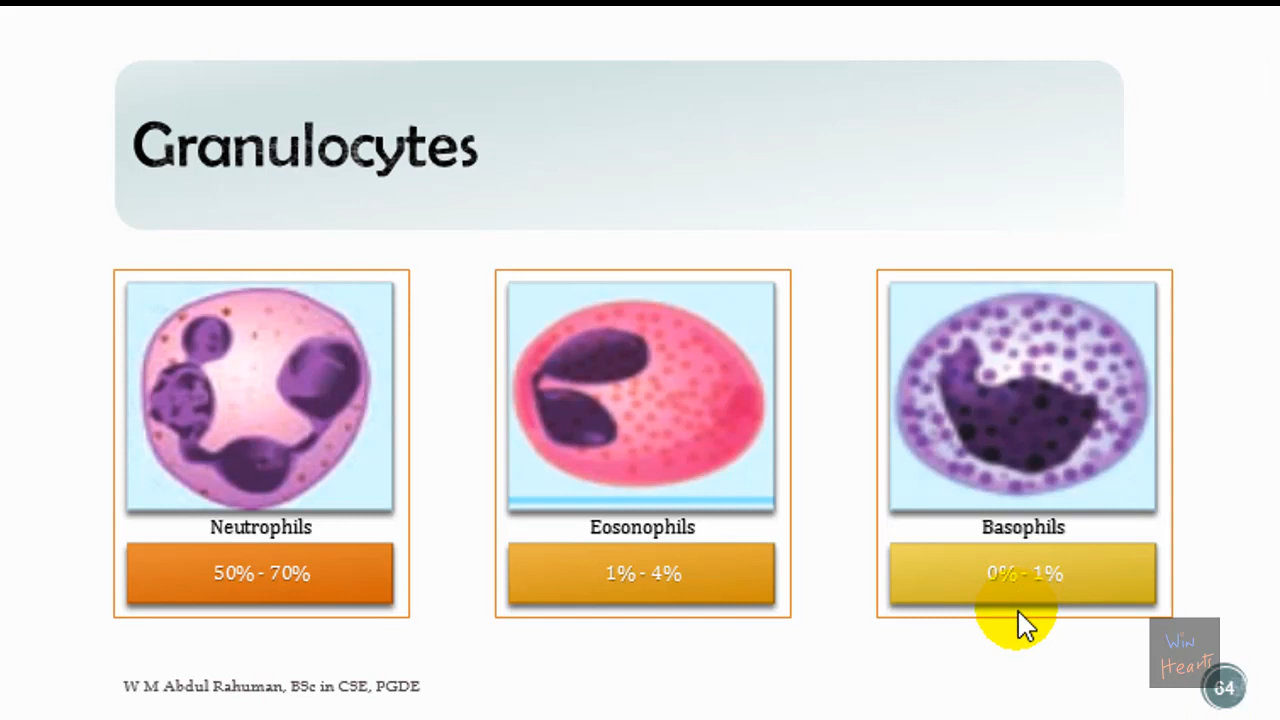 Granulocytes
Neutrophils
50% - 70%
Eosonophils
1% - 4%
Basophils
0% - 1%
W M Abdul Rahuman, BSc in CSE, PGDE
Win
Hearts
64